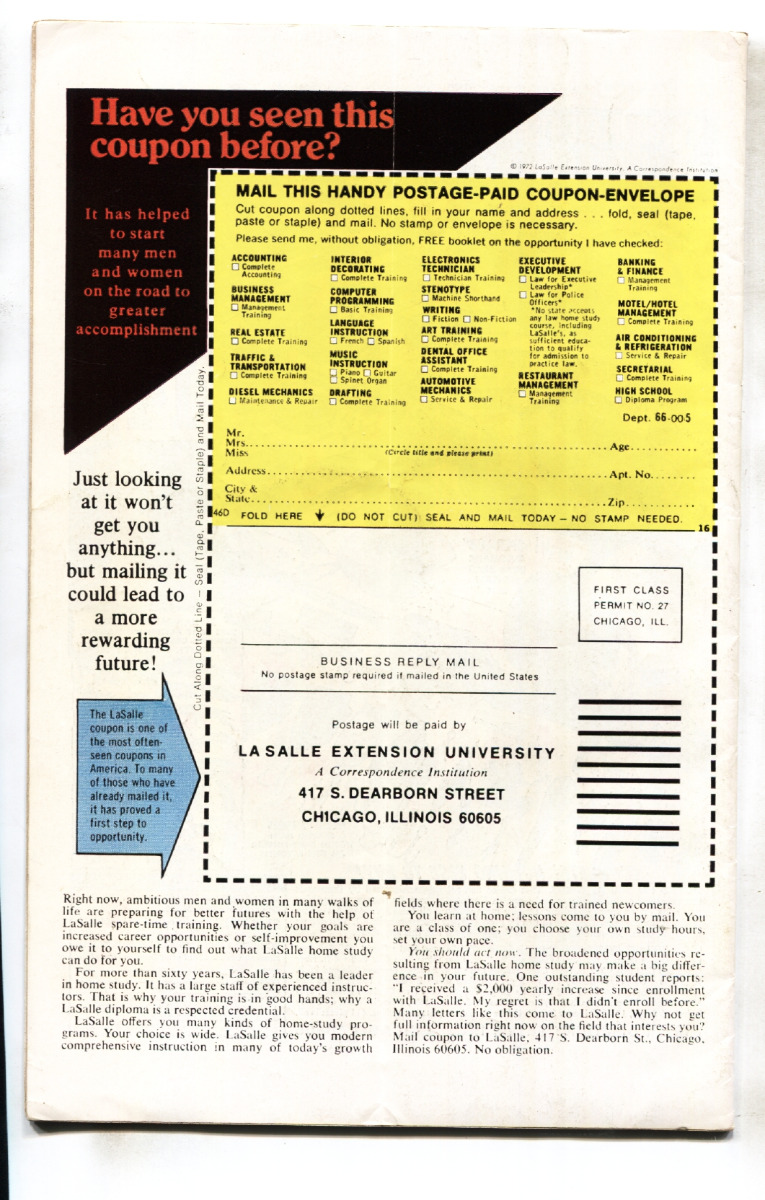 Have you seen this
coupon before?
© 1972 LaSalle Extension University, A Correspondence Institution
It has helped
to start
many men
and women
on the road to
greater
accomplishment
MAIL THIS HANDY POSTAGE-PAID COUPON-ENVELOPE
Cut coupon along dotted lines, fill in your name and address . . . fold, seal (tape,
paste or staple) and mail. No stamp or envelope is necessary.
Please send me, without obligation, FREE booklet on the opportunity I have checked:
ACCOUNTING
☐ Complete
Accounting
BUSINESS
MANAGEMENT
☐ Management
Training
REAL ESTATE
☐ Complete Training
TRAFFIC &
TRANSPORTATION
☐ Complete Training
DIESEL MECHANICS
☐ Maintenance & Repair
INTERIOR
DECORATING
☐ Complete Training
COMPUTER
PROGRAMMING
☐ Basic Training
LANGUAGE
INSTRUCTION
☐ French ☐ Spanish
MUSIC
INSTRUCTION
☐ Piano ☐ Guitar
☐ Spinet Organ
DRAFTING
☐ Complete Training
ELECTRONICS
TECHNICIAN
☐ Technician Training
STENOTYPE
☐ Machine Shorthand
WRITING
☐ Fiction ☐ Non-Fiction
ART TRAINING
☐ Complete Training
DENTAL OFFICE
ASSISTANT
☐ Complete Training
AUTOMOTIVE
MECHANICS
☐ Service & Repair
EXECUTIVE
DEVELOPMENT
☐ Law for Executive
Leadership*
☐ Law for Police
Officers*
*No state accepts
any law home study
course, including
LaSalle's, as
sufficient educa-
tion to qualify
for admission to
practice law.
RESTAURANT
MANAGEMENT
☐ Management
Training
BANKING
& FINANCE
☐ Management
Training
MOTEL/HOTEL
MANAGEMENT
☐ Complete Training
AIR CONDITIONING
& REFRIGERATION
☐ Service & Repair
SECRETARIAL
☐ Complete Training
HIGH SCHOOL
☐ Diploma Program
Dept. 66-005
Mr.
Mrs. Age
Miss (Circle title and please print)
Address Apt. No.
City &
State Zip
46D FOLD HERE ↓ (DO NOT CUT) SEAL AND MAIL TODAY – NO STAMP NEEDED.
16
Cut Along Dotted Line – Seal (Tape, Paste or Staple) and Mail Today.
Just looking
at it won't
get you
anything...
but mailing it
could lead to
a more
rewarding
future!
The LaSalle
coupon is one of
the most often-
seen coupons in
America. To many
of those who have
already mailed it,
it has proved a
first step to
opportunity.
FIRST CLASS
PERMIT NO. 27
CHICAGO, ILL.
BUSINESS REPLY MAIL
No postage stamp required if mailed in the United States
Postage will be paid by
LA SALLE EXTENSION UNIVERSITY
A Correspondence Institution
417 S. DEARBORN STREET
CHICAGO, ILLINOIS 60605
Right now, ambitious men and women in many walks of
life are preparing for better futures with the help of
LaSalle spare-time training. Whether your goals are
increased career opportunities or self-improvement you
owe it to yourself to find out what LaSalle home study
can do for you.
For more than sixty years, LaSalle has been a leader
in home study. It has a large staff of experienced instruc-
tors. That is why your training is in good hands; why a
LaSalle diploma is a respected credential.
LaSalle offers you many kinds of home-study pro-
grams. Your choice is wide. LaSalle gives you modern
comprehensive instruction in many of today's growth
fields where there is a need for trained newcomers.
You learn at home; lessons come to you by mail. You
are a class of one; you choose your own study hours,
set your own pace.
You should act now. The broadened opportunities re-
sulting from LaSalle home study may make a big differ-
ence in your future. One outstanding student reports:
"I received a $2,000 yearly increase since enrollment
with LaSalle. My regret is that I didn't enroll before."
Many letters like this come to LaSalle. Why not get
full information right now on the field that interests you?
Mail coupon to LaSalle, 417 S. Dearborn St., Chicago,
Illinois 60605. No obligation.